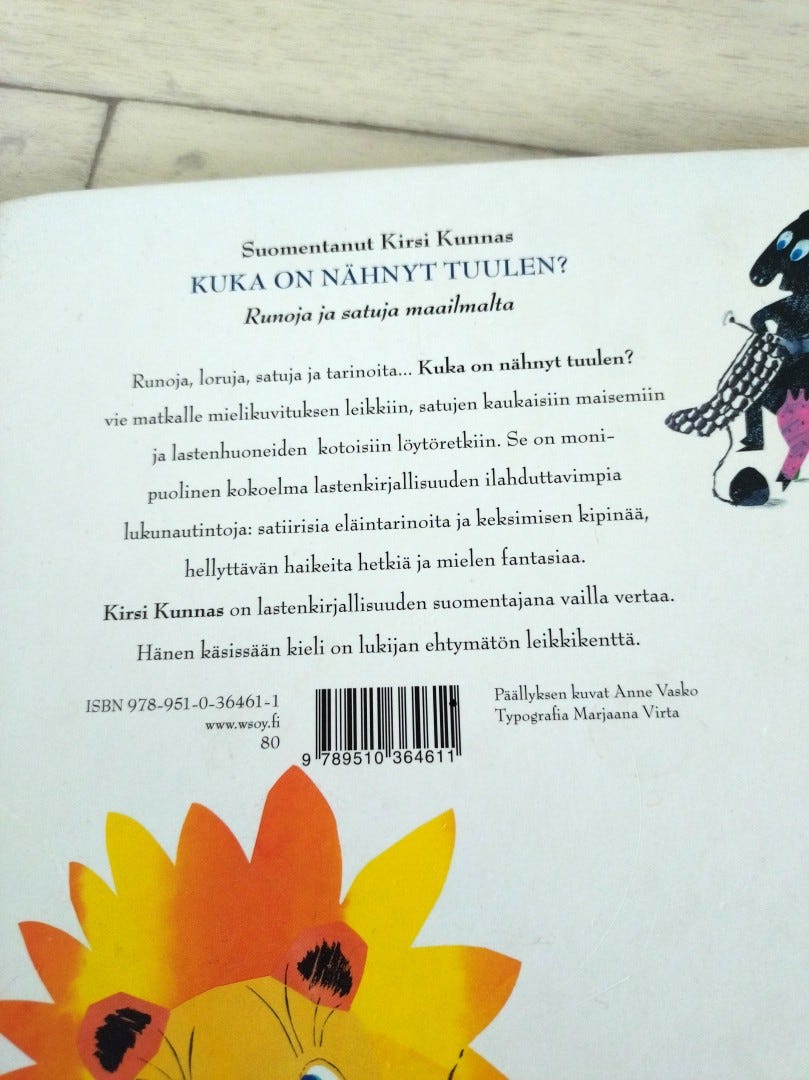 Suomentanut Kirsi Kunnas
KUKA ON NÄHNYT TUULEN?
Runoja ja satuja maailmalta
Runoja, loruja, satuja ja tarinoita... Kuka on nähnyt tuulen?
vie matkalle mielikuvituksen leikkiin, satujen kaukaisiin maisemiin
ja lastenhuoneiden kotoisiin löytöretkiin. Se on moni-
puolinen kokoelma lastenkirjallisuuden ilahduttavimpia
lukunautintoja: satiirisia eläintarinoita ja keksimisen kipinää,
hellyttävän haikeita hetkiä ja mielen fantasiaa.
Kirsi Kunnas on lastenkirjallisuuden suomentajana vailla vertaa.
Hänen käsissään kieli on lukijan ehtymätön leikkikenttä.
ISBN 978-951-0-36461-1
www.wsoy.fi
80
9 789510 364611
Päällyksen kuvat Anne Vasko
Typografia Marjaana Virta